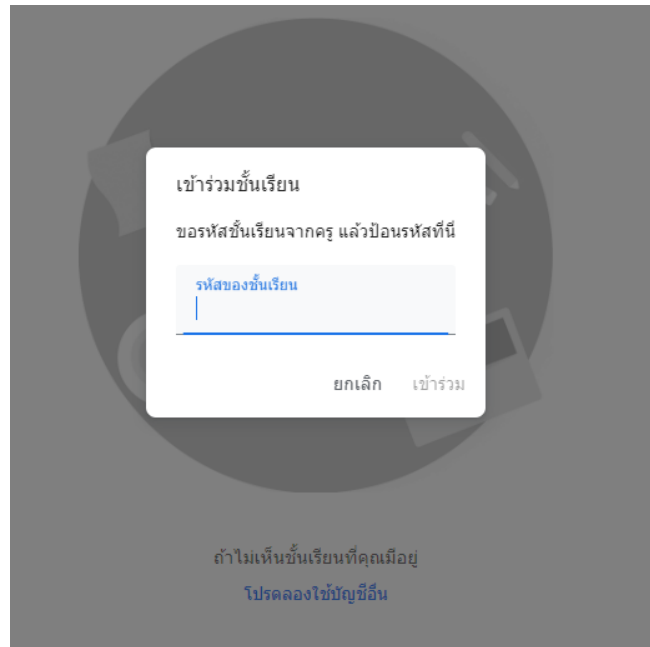 เข้าร่วมชั้นเรียน
ขอรหัสชั้นเรียนจากครู แล้วป้อนรหัสที่นี่
รหัสของชั้นเรียน
ยกเลิก เข้าร่วม
ถ้าไม่เห็นชั้นเรียนที่คุณมีอยู่
โปรดลองใช้บัญชีอื่น